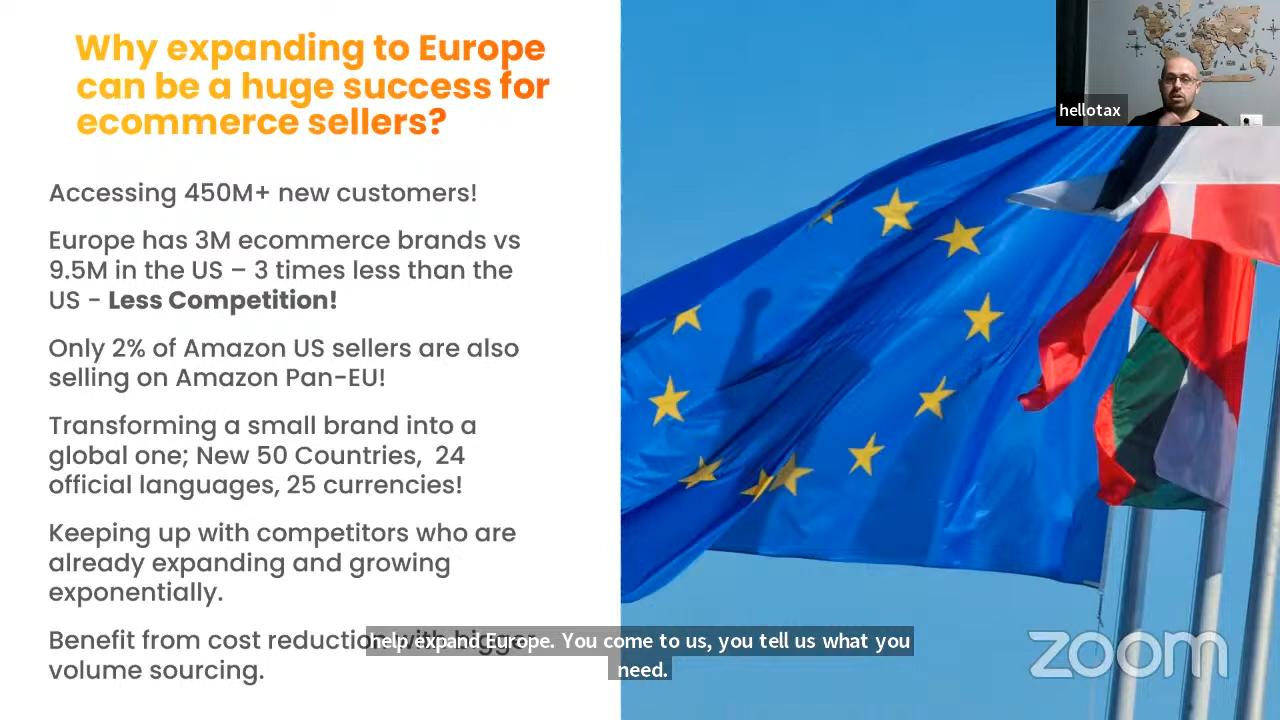 Why expanding to Europe
can be a huge success for
ecommerce sellers?
Accessing 450M+ new customers!
Europe has 3M ecommerce brands vs
9.5M in the US – 3 times less than the
US - Less Competition!
Only 2% of Amazon US sellers are also
selling on Amazon Pan-EU!
Transforming a small brand into a
global one; New 50 Countries, 24
official languages, 25 currencies!
Keeping up with competitors who are
already expanding and growing
exponentially.
Benefit from cost reduction with bigger
volume sourcing.
hellotax
help expand Europe. You come to us, you tell us what you
need.
zoom